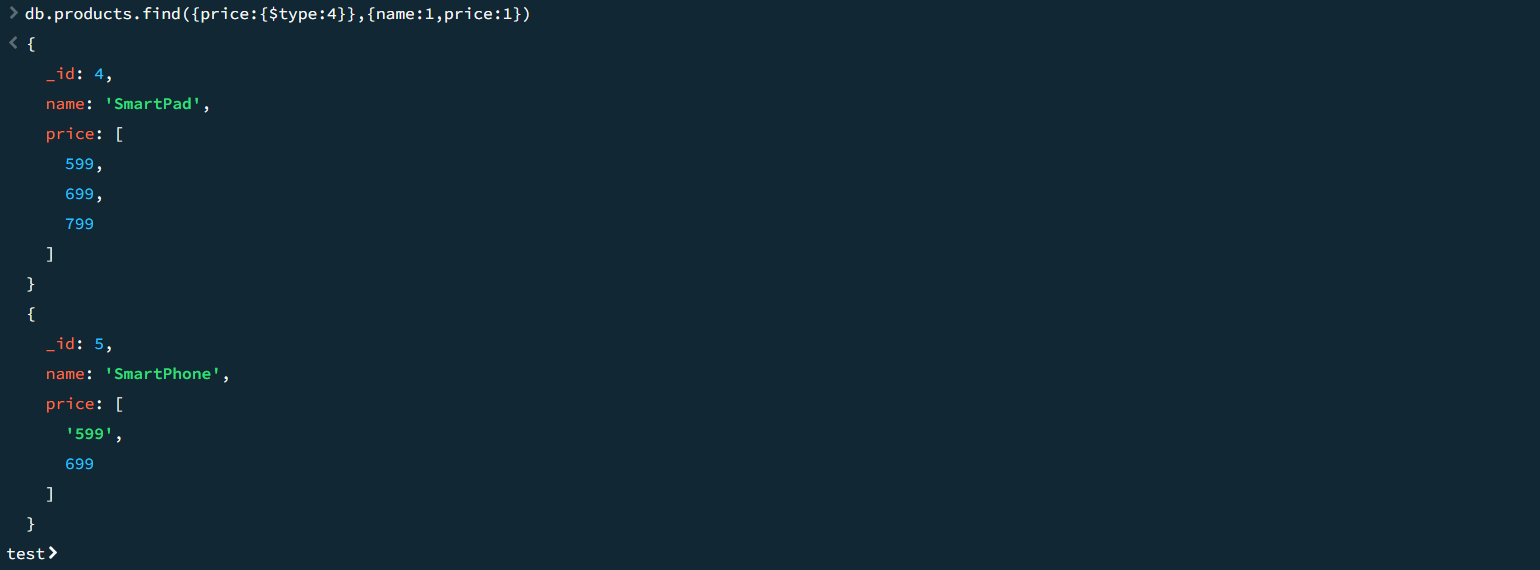 > db.products.find({price:{$type:4}},{name:1,price:1})
< {
_id: 4,
name: 'SmartPad',
price: [
599,
699,
799
]
}
{
_id: 5,
name: 'SmartPhone',
price: [
'599',
699
]
}
test>